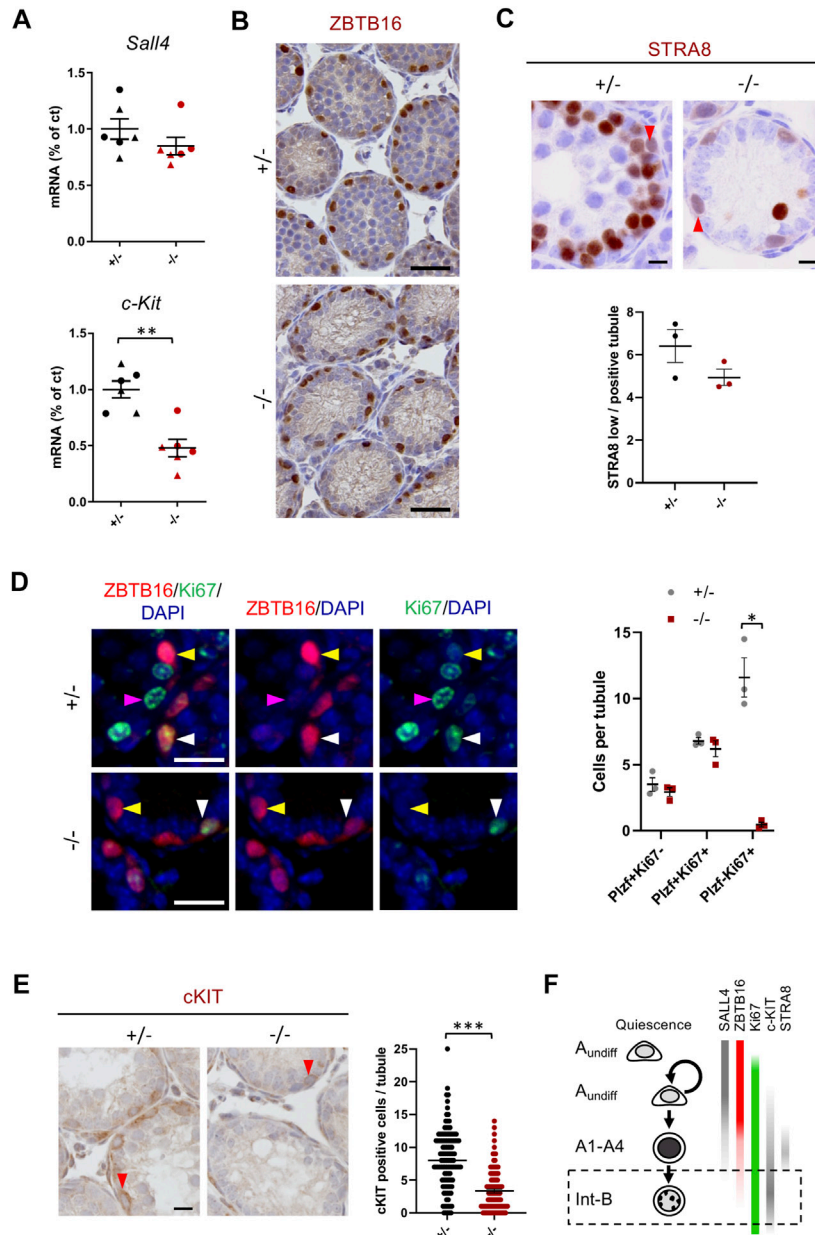 A
Sall4
mRNA (% of ct)
1.5
1.0
0.5
0.0
+/-
-/-
c-Kit
**
mRNA (% of ct)
1.5
1.0
0.5
0.0
+/-
-/-
B
ZBTB16
+/-
-/-
C
STRA8
+/-
-/-
STRA8 low / positive tubule
8
6
4
2
0
+/-
-/-
D
ZBTB16/Ki67/
DAPI
ZBTB16/DAPI
Ki67/DAPI
+/-
-/-
+/-
-/-
*
Cells per tubule
15
10
5
0
Plzf+Ki67-
Plzf+Ki67+
Plzf-Ki67+
E
cKIT
+/-
-/-
***
cKIT positive cells / tubule
25
20
15
10
5
0
+/-
-/-
F
SALL4
ZBTB16
Ki67
c-KIT
STRA8
Quiescence
Aundiff
Aundiff
A1-A4
Int-B